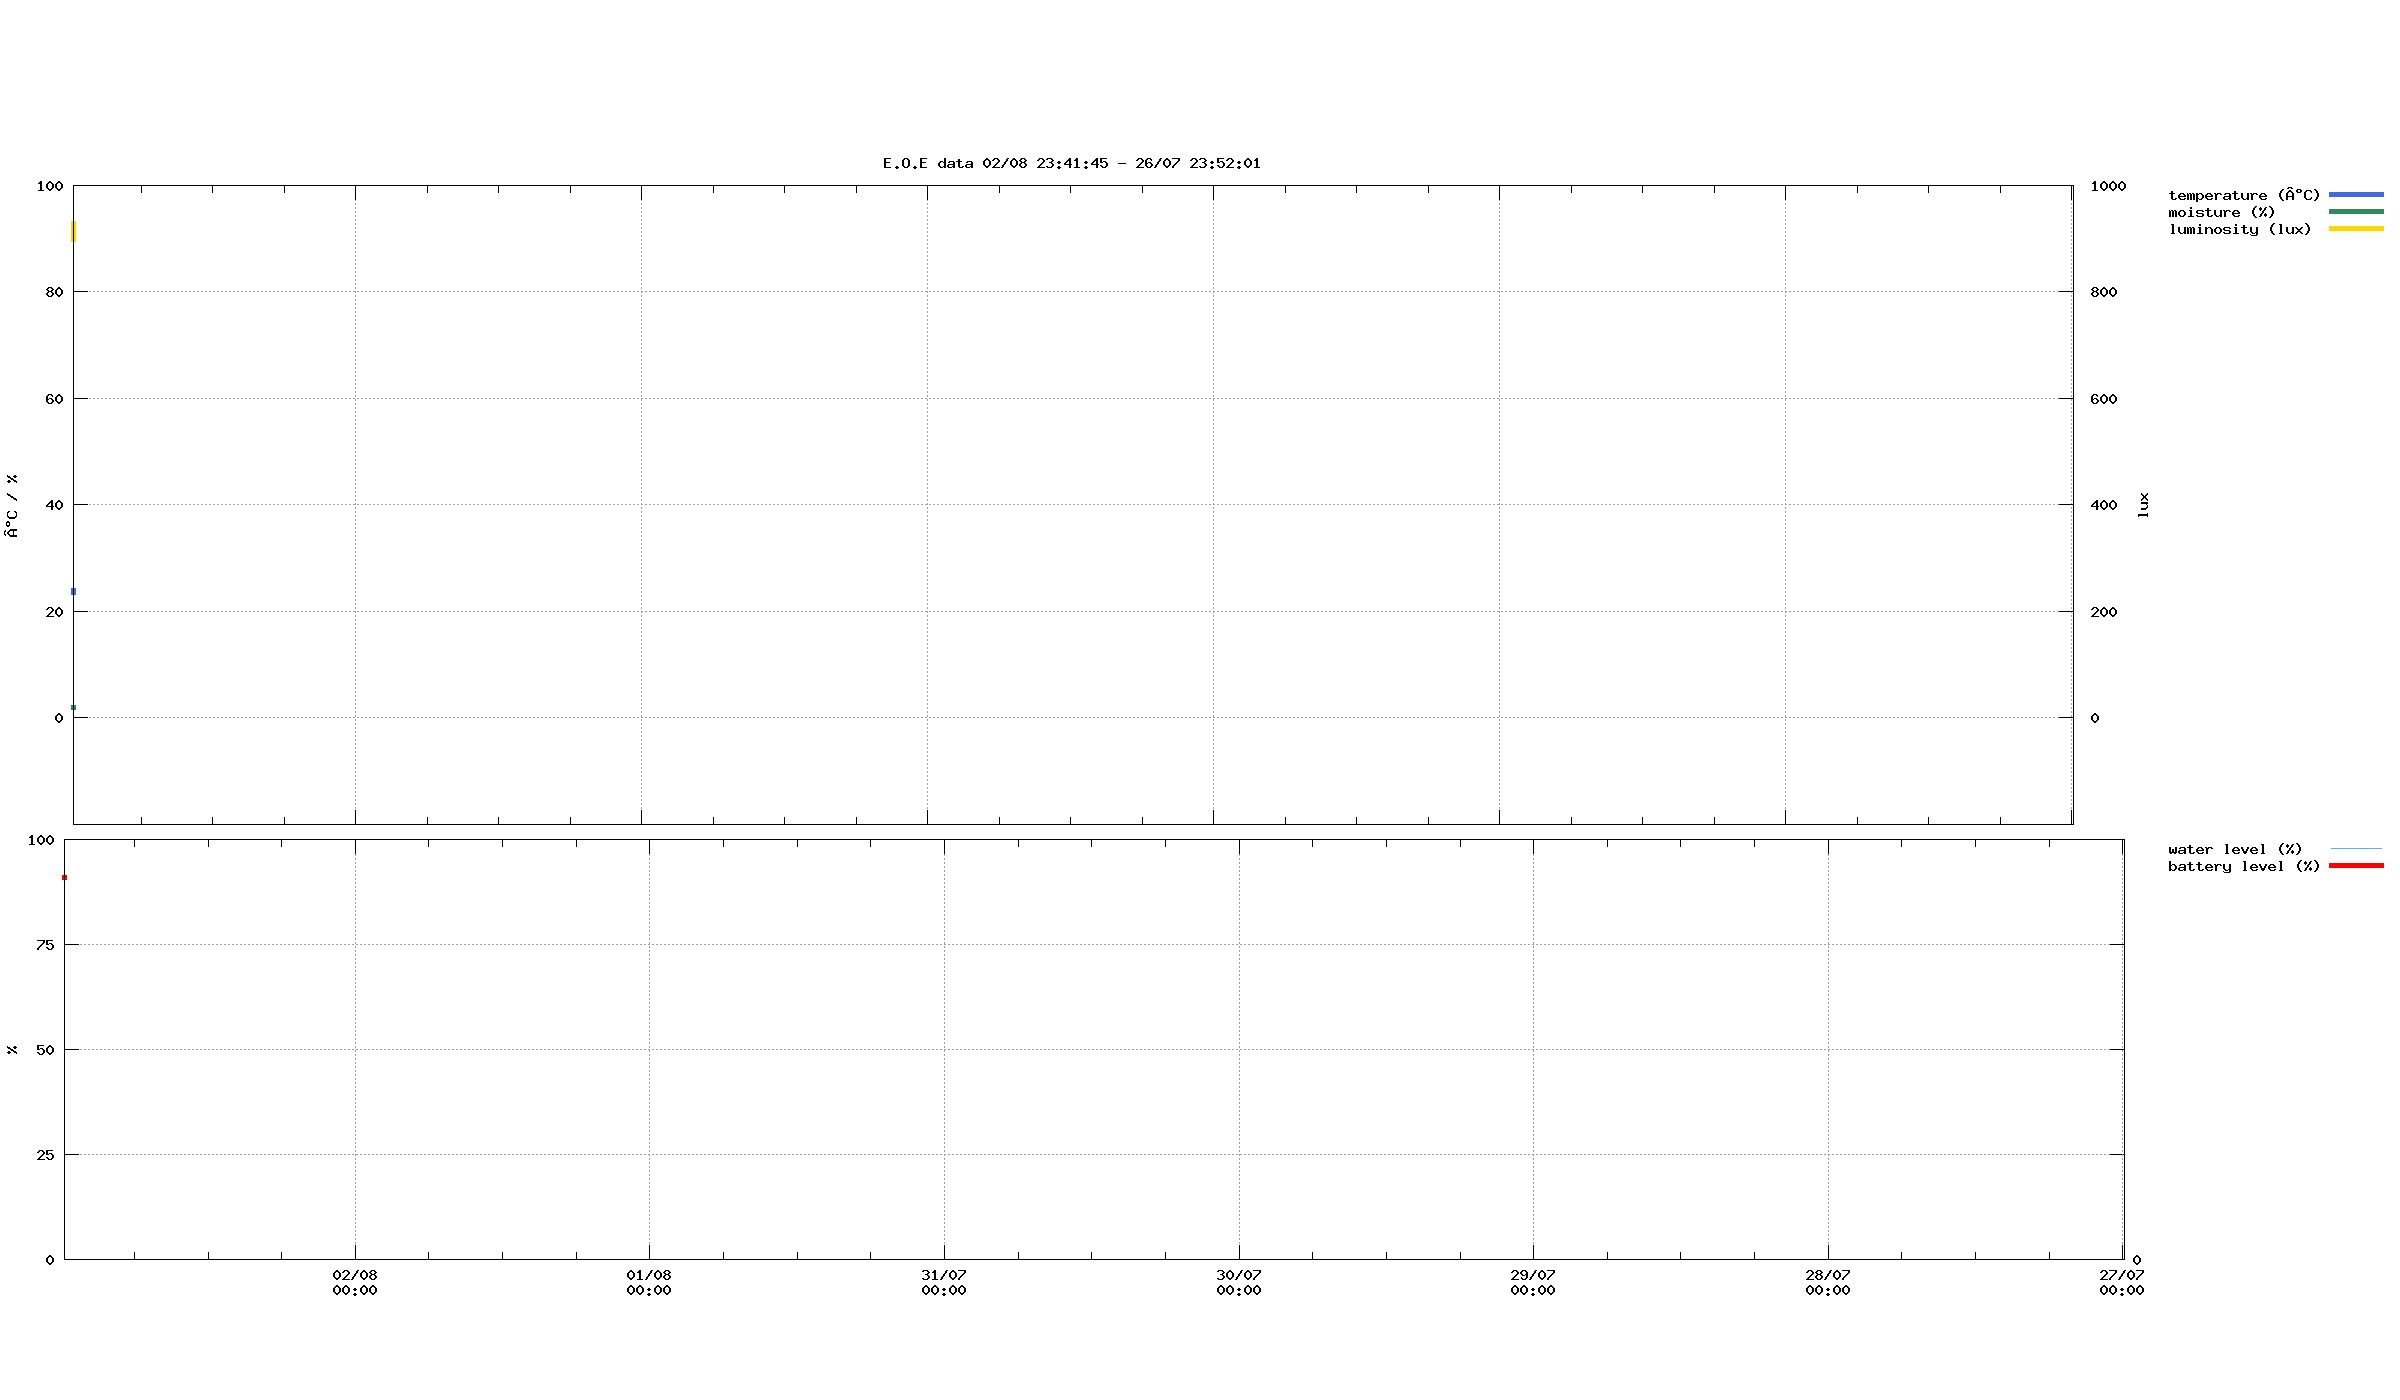 E.O.E data 02/08 23:41:45 - 26/07 23:52:01
100
80
60
40
20
0
Â°C / %
1000
800
600
400
200
0
lux
temperature (Â°C)
moisture (%)
luminosity (lux)
100
75
50
25
0
%
0
water level (%)
battery level (%)
02/08 01/08 31/07 30/07 29/07 28/07 27/07
00:00 00:00 00:00 00:00 00:00 00:00 00:00